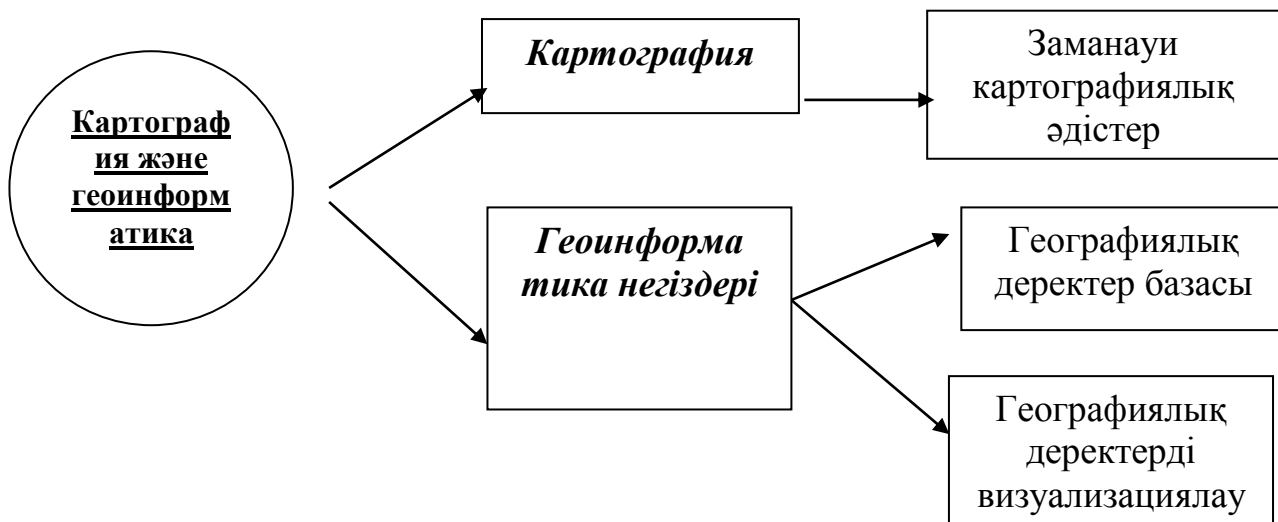 Картограф
ия және
геоинформ
атика
Картография
Заманауи
картографиялық
әдістер
Геоинформа
тика негіздері
Географиялық
деректер базасы
Географиялық
деректерді
визуализациялау